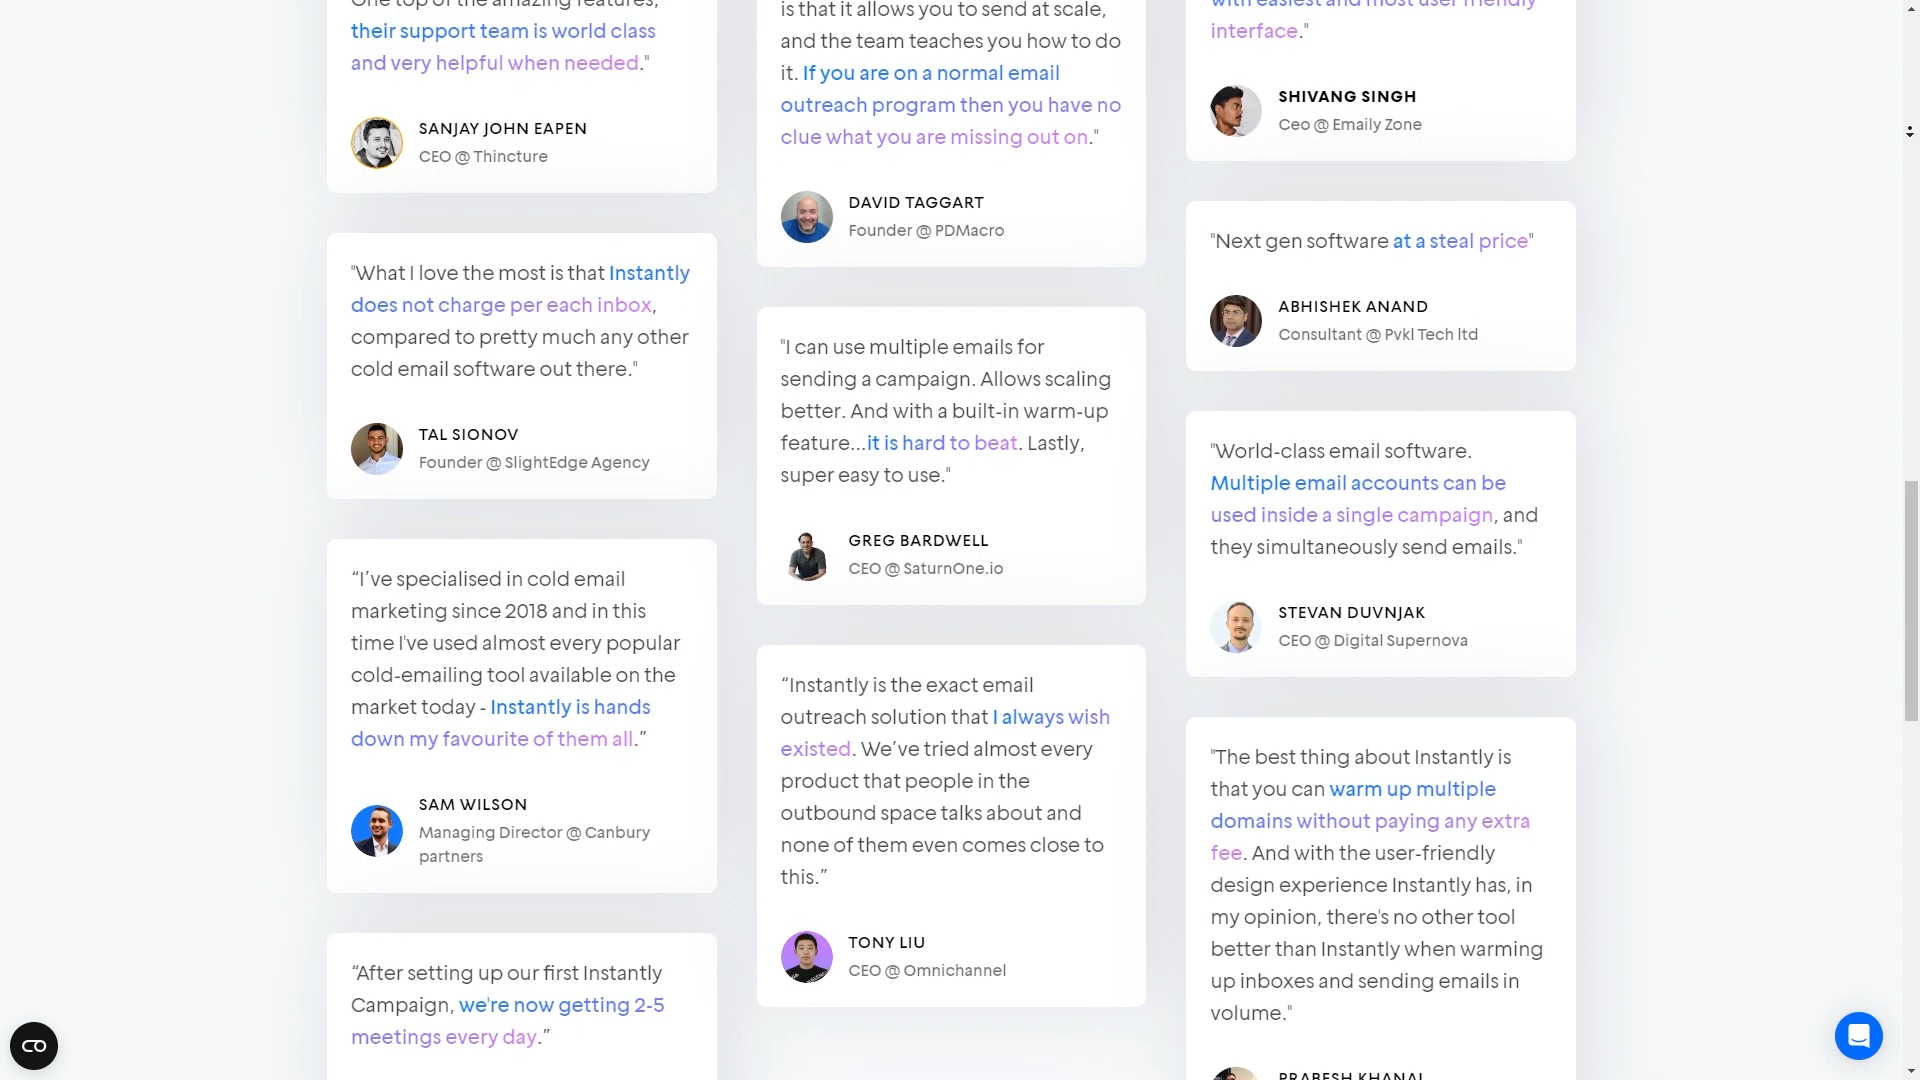 One top of the amazing features,
their support team is world class
and very helpful when needed."
SANJAY JOHN EAPEN
CEO @ Thincture
"What I love the most is that Instantly
does not charge per each inbox,
compared to pretty much any other
cold email software out there."
TAL SIONOV
Founder @ SlightEdge Agency
“I’ve specialised in cold email
marketing since 2018 and in this
time I've used almost every popular
cold-emailing tool available on the
market today - Instantly is hands
down my favourite of them all.”
SAM WILSON
Managing Director @ Canbury
partners
“After setting up our first Instantly
Campaign, we're now getting 2-5
meetings every day.”
is that it allows you to send at scale,
and the team teaches you how to do
it. If you are on a normal email
outreach program then you have no
clue what you are missing out on."
DAVID TAGGART
Founder @ PDMacro
"I can use multiple emails for
sending a campaign. Allows scaling
better. And with a built-in warm-up
feature...it is hard to beat. Lastly,
super easy to use."
GREG BARDWELL
CEO @ SaturnOne.io
“Instantly is the exact email
outreach solution that I always wish
existed. We’ve tried almost every
product that people in the
outbound space talks about and
none of them even comes close to
this.”
TONY LIU
CEO @ Omnichannel
with easiest and most user friendly
interface."
SHIVANG SINGH
Ceo @ Emaily Zone
"Next gen software at a steal price"
ABHISHEK ANAND
Consultant @ Pvkl Tech ltd
"World-class email software.
Multiple email accounts can be
used inside a single campaign, and
they simultaneously send emails."
STEVAN DUVNJAK
CEO @ Digital Supernova
"The best thing about Instantly is
that you can warm up multiple
domains without paying any extra
fee. And with the user-friendly
design experience Instantly has, in
my opinion, there's no other tool
better than Instantly when warming
up inboxes and sending emails in
volume."
PRABESH KHANAL